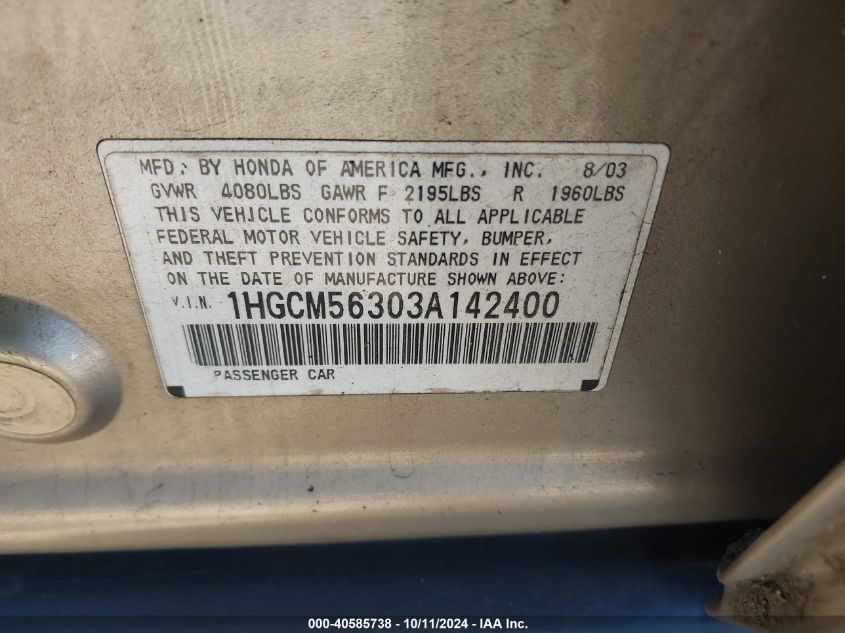 MFD. BY HONDA OF AMERICA MFG., INC. 8/03
GVWR 4080LBS GAWR F 2195LBS R 1960LBS
THIS VEHICLE CONFORMS TO ALL APPLICABLE
FEDERAL MOTOR VEHICLE SAFETY, BUMPER,
AND THEFT PREVENTION STANDARDS IN EFFECT
ON THE DATE OF MANUFACTURE SHOWN ABOVE:
V.I.N. 1HGCM56303A142400
PASSENGER CAR
000-40585738 - 10/11/2024 - IAA Inc.